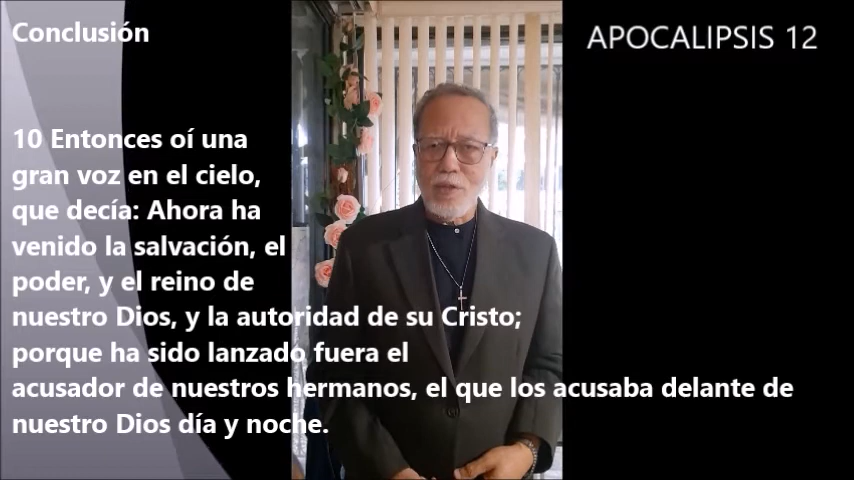 Conclusión
APOCALIPSIS 12
10 Entonces oí una
gran voz en el cielo,
que decía: Ahora ha
venido la salvación, el
poder, y el reino de
nuestro Dios, y la autoridad de su Cristo;
porque ha sido lanzado fuera el
acusador de nuestros hermanos, el que los acusaba delante de
nuestro Dios día y noche.